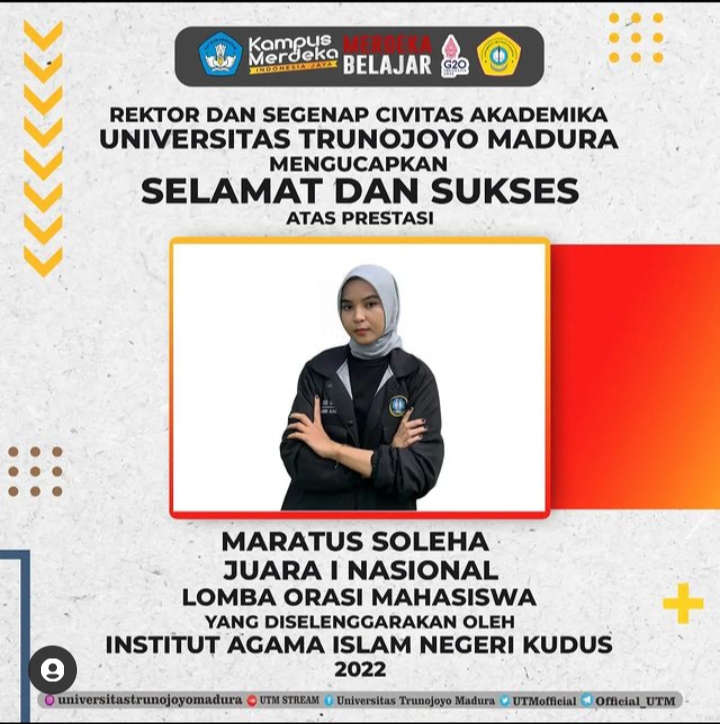 Kampus
Merdeka
INDONESIA JAYA
MERDEKA
BELAJAR
G20
REKTOR DAN SEGENAP CIVITAS AKADEMIKA
UNIVERSITAS TRUNOJOYO MADURA
MENGUCAPKAN
SELAMAT DAN SUKSES
ATAS PRESTASI
MARATUS SOLEHA
JUARA I NASIONAL
LOMBA ORASI MAHASISWA
YANG DISELENGGARAKAN OLEH
INSTITUT AGAMA ISLAM NEGERI KUDUS
2022
universitastrunojoyomadura UTM STREAM Universitas Trunojoyo Madura UTMofficial Official_UTM